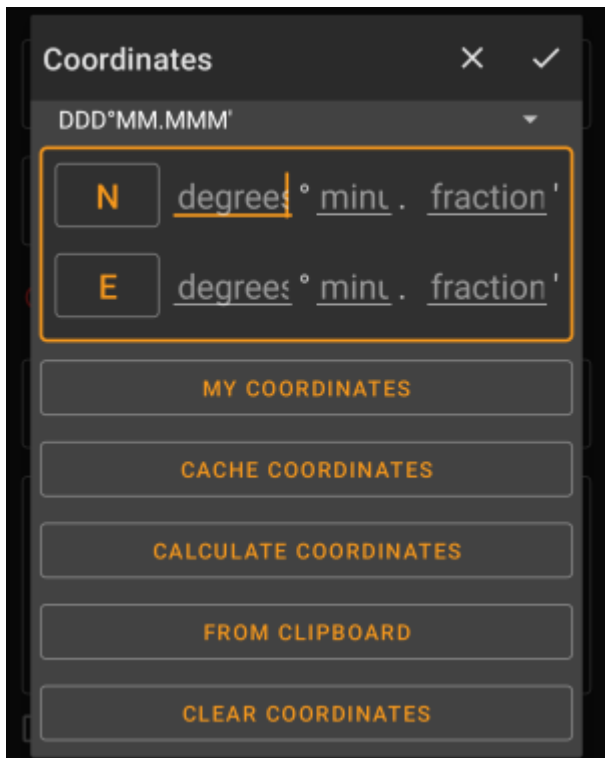 Coordinates
DDD°MM.MMM'
N degrees ° minu . fraction '
E degrees ° minu . fraction '
MY COORDINATES
CACHE COORDINATES
CALCULATE COORDINATES
FROM CLIPBOARD
CLEAR COORDINATES